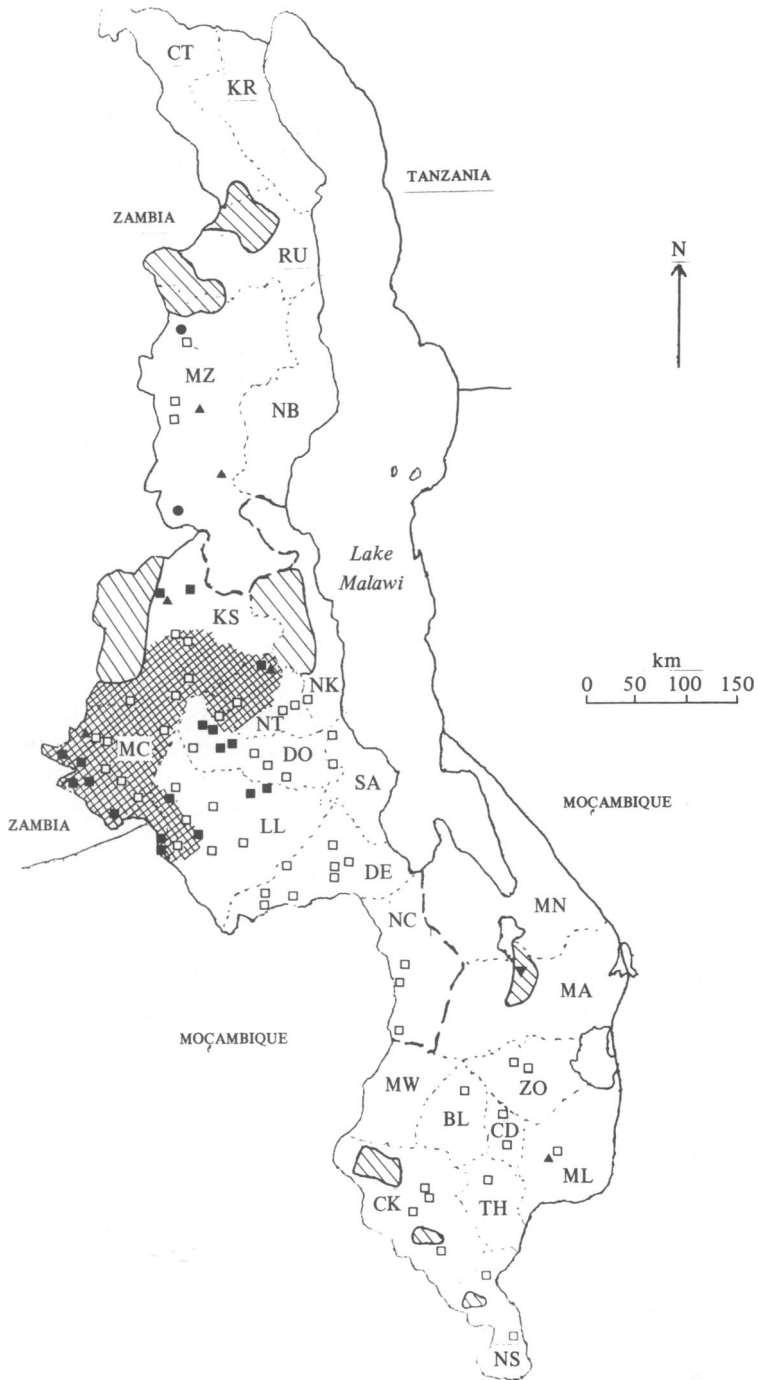 CT
KR
TANZANIA
ZAMBIA
RU
N
MZ
NB
Lake
Malawi
KS
km
0 50 100 150
NK
NT
MC
DO
SA
MOÇAMBIQUE
ZAMBIA
LL
DE
MN
NC
MA
MOÇAMBIQUE
MW
ZO
BL
CD
ML
CK
TH
NS